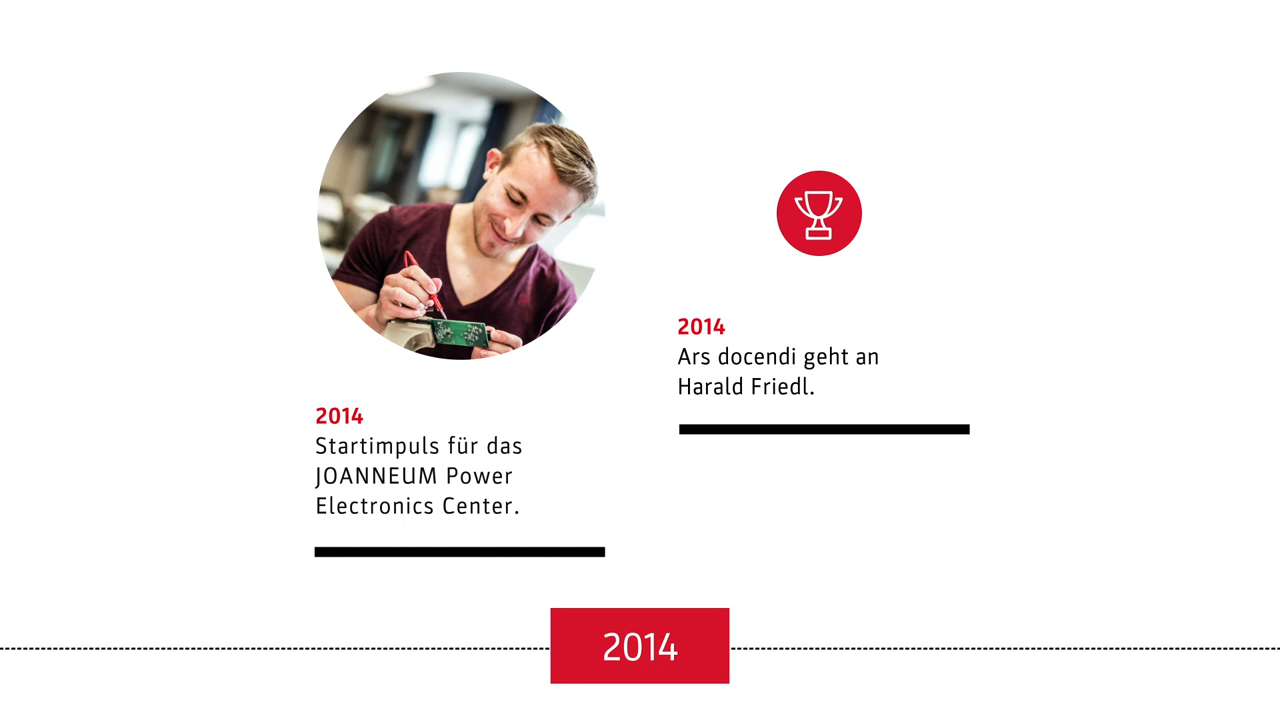 2014
Startimpuls für das
JOANNEUM Power
Electronics Center.
2014
Ars docendi geht an
Harald Friedl.
2014